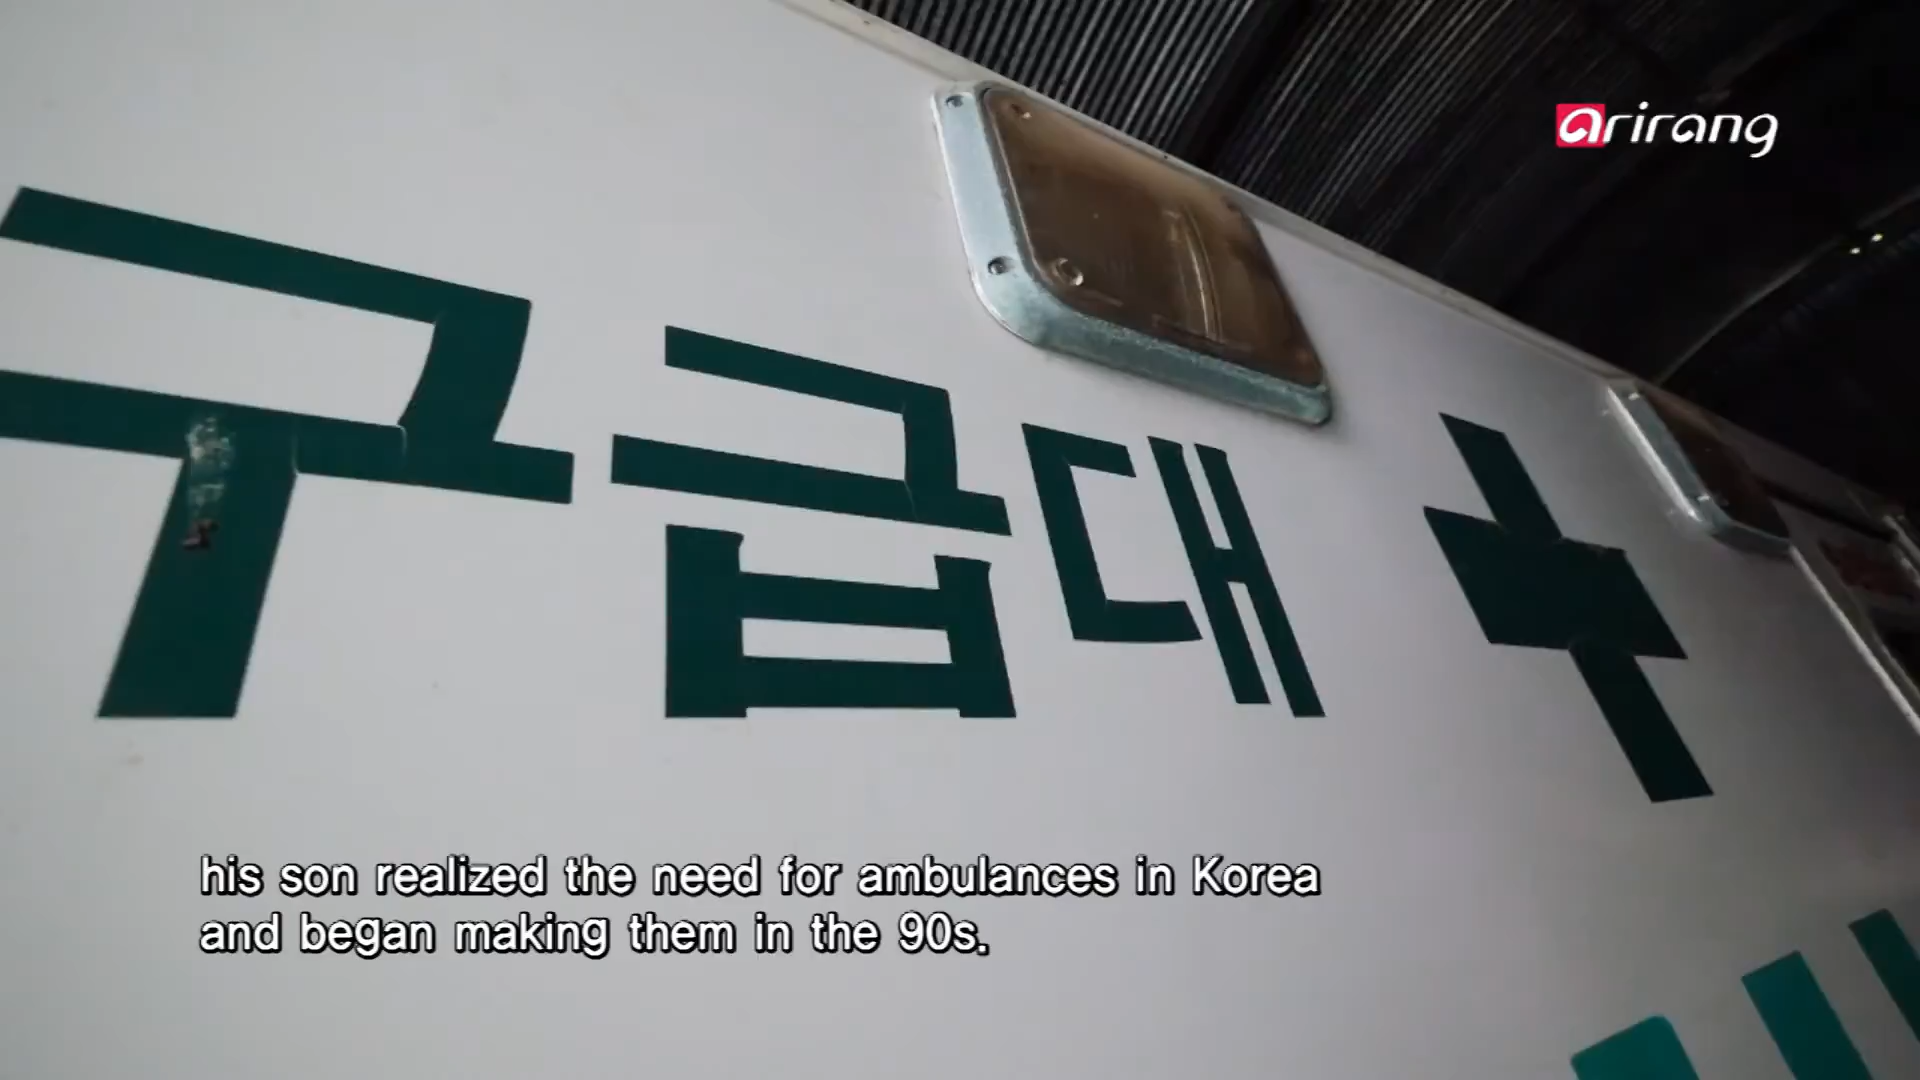 arirang
구급대
his son realized the need for ambulances in Korea
and began making them in the 90s.